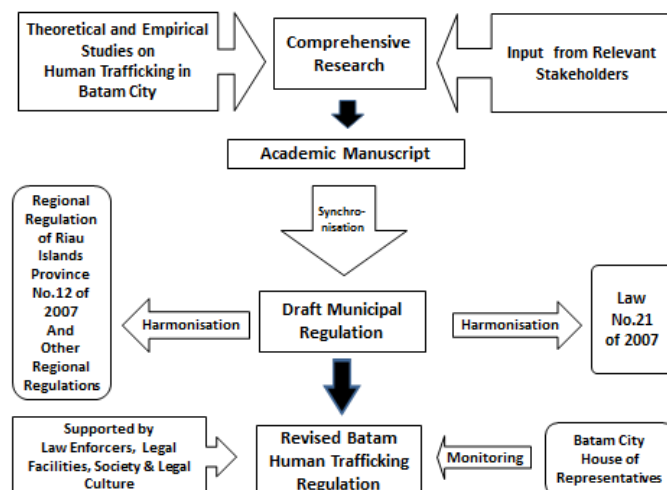 Theoretical and Empirical
Studies on
Human Trafficking in
Batam City
Comprehensive
Research
Input from Relevant
Stakeholders
Academic Manuscript
Synchro-
nisation
Regional
Regulation
of Riau
Islands
Province
No.12 of
2007
And
Other
Regional
Regulations
Harmonisation
Draft Municipal
Regulation
Harmonisation
Law
No.21
of 2007
Supported by
Law Enforcers, Legal
Facilities, Society & Legal
Culture
Revised Batam
Human Trafficking
Regulation
Monitoring
Batam City
House of
Representatives